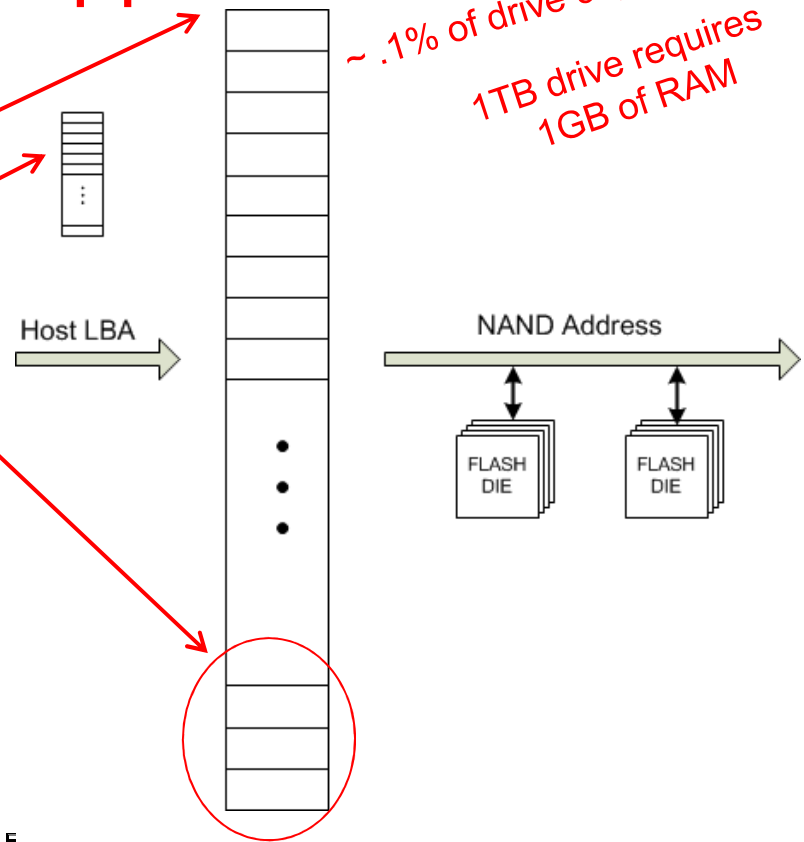 ~ .1% of drive
1TB drive requires
1GB of RAM
Host LBA
NAND Address
FLASH
DIE
FLASH
DIE